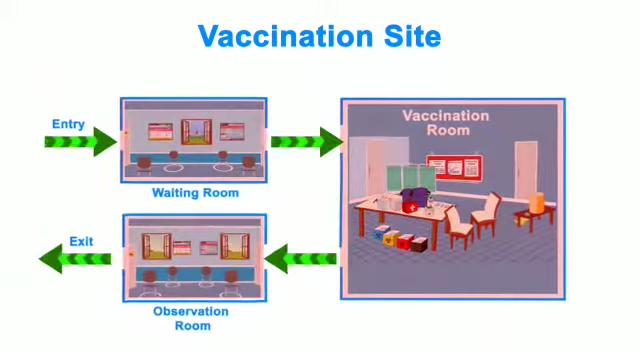 Vaccination Site
Entry
Waiting Room
Vaccination
Room
Exit
Observation
Room